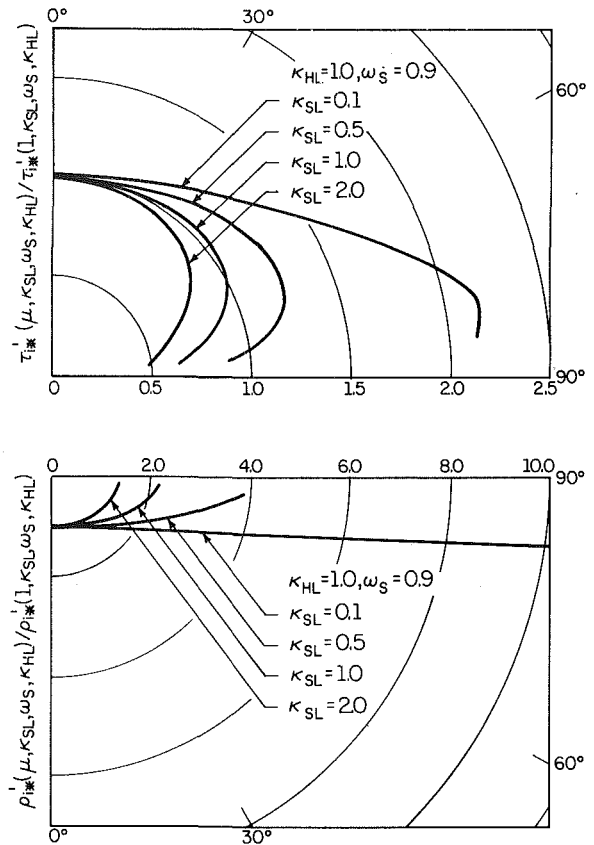 0° 30°
60°
κHL=1.0, ωS=0.9
κSL=0.1
κSL=0.5
κSL=1.0
κSL=2.0
τ'i*(μ,κSL,ωS,κHL)/τ'i*(1,κSL,ωS,κHL)
0 0.5 1.0 1.5 2.0 2.5 90°
0 2.0 4.0 6.0 8.0 10.0 90°
κHL=1.0, ωS=0.9
κSL=0.1
κSL=0.5
κSL=1.0
κSL=2.0
ρ'i*(μ,κSL,ωS,κHL)/ρ'i*(1,κSL,ωS,κHL)
60°
0° 30°